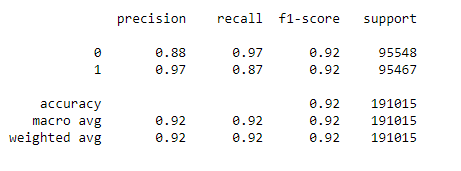 precision recall f1-score support
0 0.88 0.97 0.92 95548
1 0.97 0.87 0.92 95467
accuracy 0.92 191015
macro avg 0.92 0.92 0.92 191015
weighted avg 0.92 0.92 0.92 191015